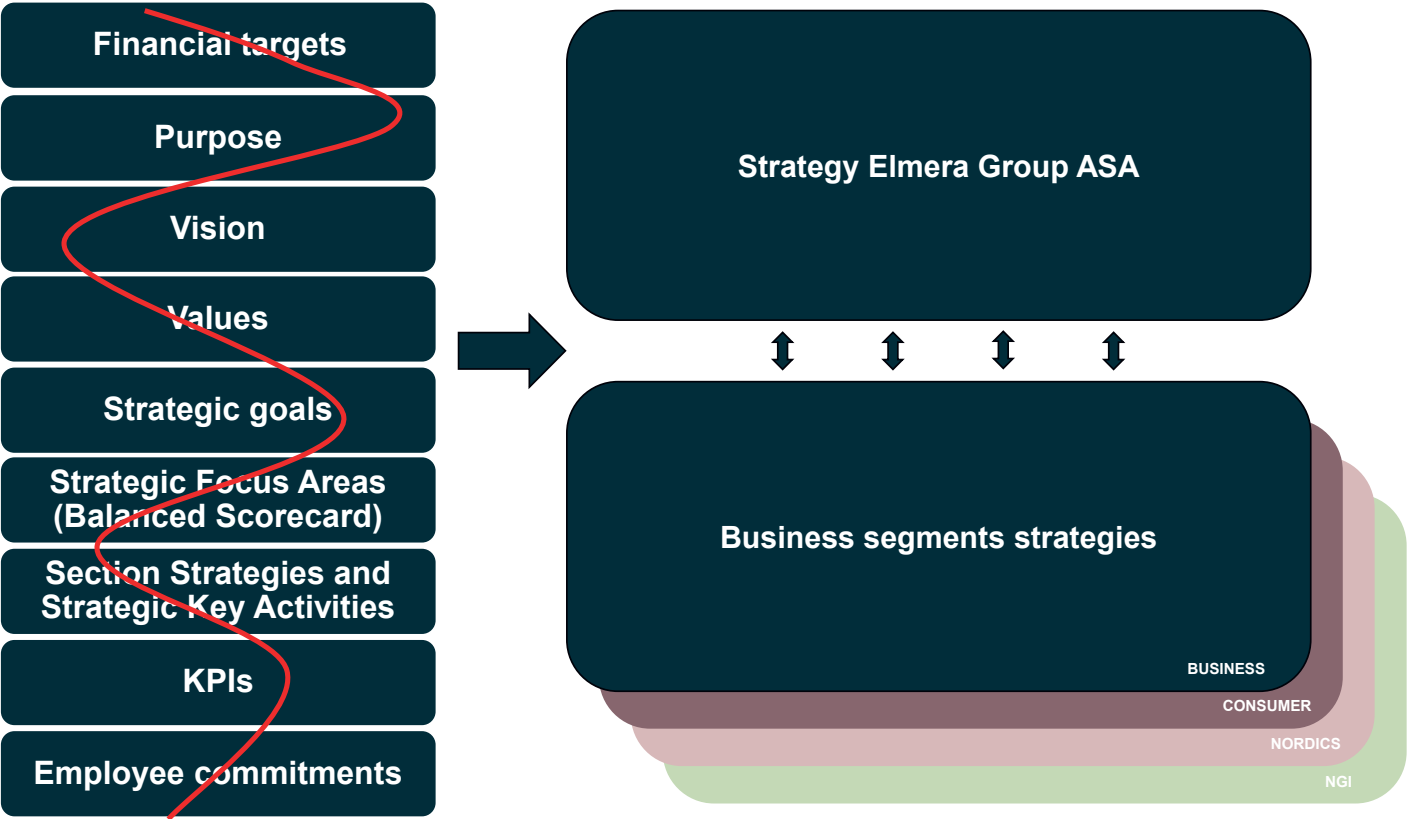 Financial targets
Purpose
Vision
Values
Strategic goals
Strategic Focus Areas
(Balanced Scorecard)
Section Strategies and
Strategic Key Activities
KPIs
Employee commitments
Strategy Elmera Group ASA
Business segments strategies
BUSINESS
CONSUMER
NORDICS
NGI